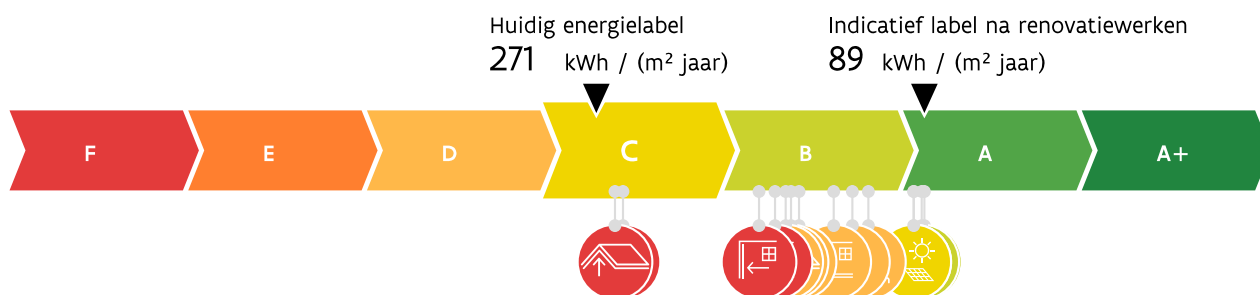 Huidig energielabel
271 kWh / (m² jaar)
Indicatief label na renovatiewerken
89 kWh / (m² jaar)
F
E
D
C
B
A
A+